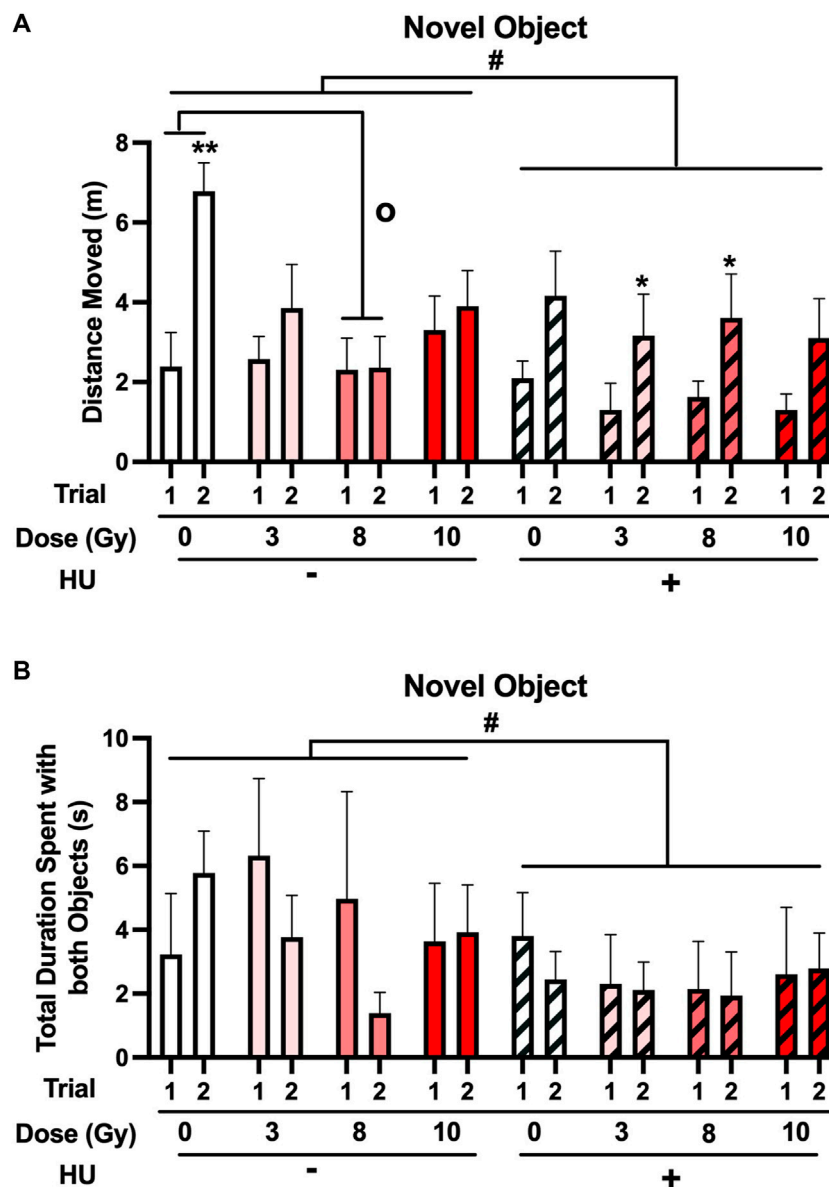 A
Novel Object
#
8
**
6
o
4
*
*
2
0
Distance Moved (m)
Trial 1 2 1 2 1 2 1 2 1 2 1 2 1 2 1 2
Dose (Gy) 0 3 8 10 0 3 8 10
HU - +
B
Novel Object
#
10
8
6
4
2
0
Total Duration Spent with
both Objects (s)
Trial 1 2 1 2 1 2 1 2 1 2 1 2 1 2 1 2
Dose (Gy) 0 3 8 10 0 3 8 10
HU - +